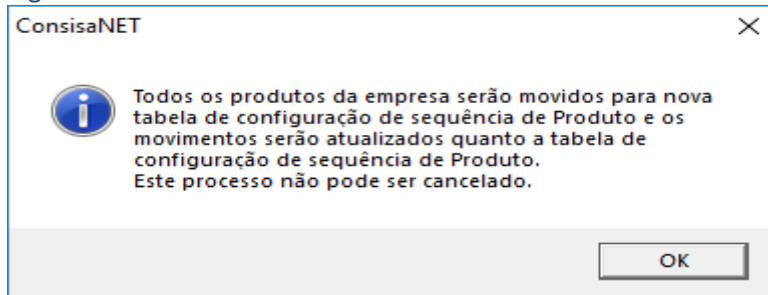 ConsisaNET
Todos os produtos da empresa serão movidos para nova
tabela de configuração de sequência de Produto e os
movimentos serão atualizados quanto a tabela de
configuração de sequência de Produto.
Este processo não pode ser cancelado.
OK